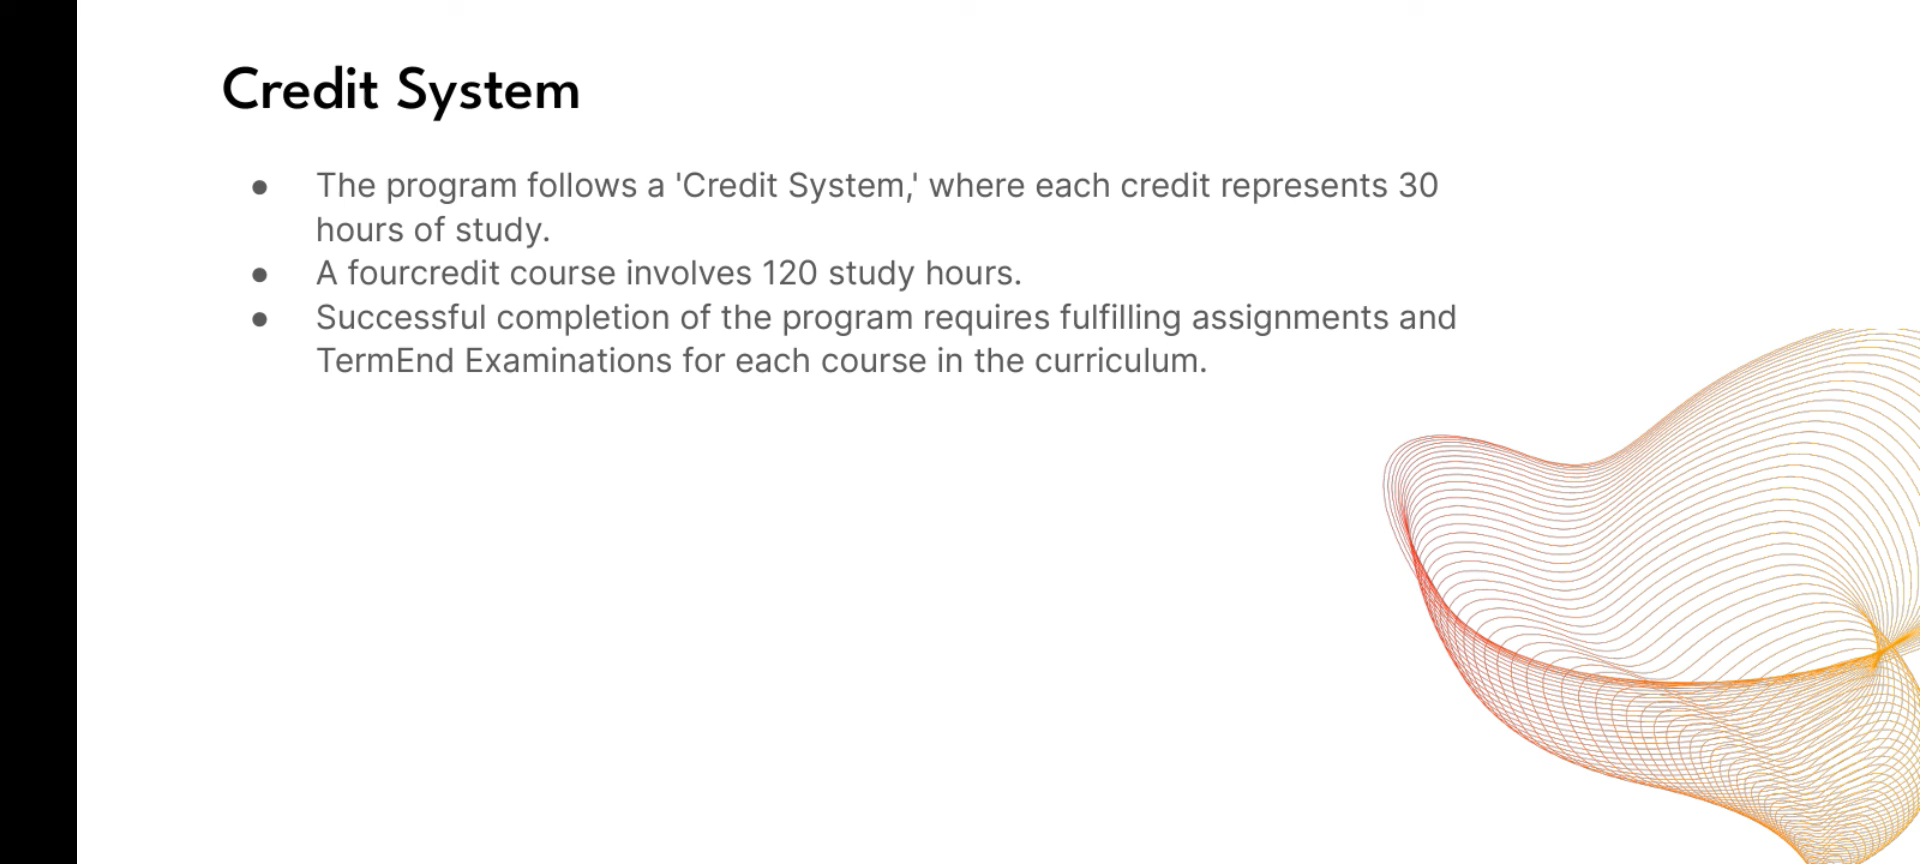 Credit System
● The program follows a 'Credit System,' where each credit represents 30
hours of study.
● A fourcredit course involves 120 study hours.
● Successful completion of the program requires fulfilling assignments and
TermEnd Examinations for each course in the curriculum.